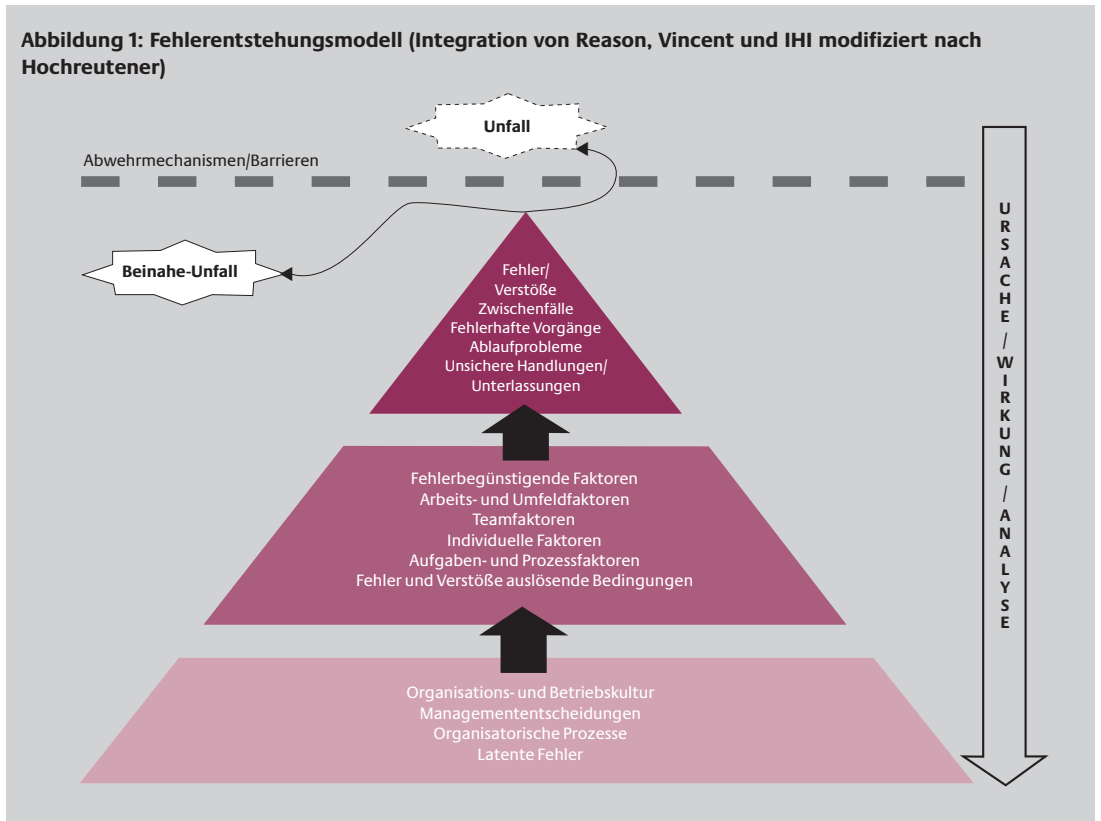 Abbildung 1: Fehlerentstehungsmodell (Integration von Reason, Vincent und IHI modifiziert nach
Hochreutener)
Unfall
Abwehrmechanismen/Barrieren
Beinahe-Unfall
Fehler/
Verstöße
Zwischenfälle
Fehlerhafte Vorgänge
Ablaufprobleme
Unsichere Handlungen/
Unterlassungen
Fehlerbegünstigende Faktoren
Arbeits- und Umfeldfaktoren
Teamfaktoren
Individuelle Faktoren
Aufgaben- und Prozessfaktoren
Fehler und Verstöße auslösende Bedingungen
Organisations- und Betriebskultur
Managemententscheidungen
Organisatorische Prozesse
Latente Fehler
URSACHE / WIRKUNG / ANALYSE